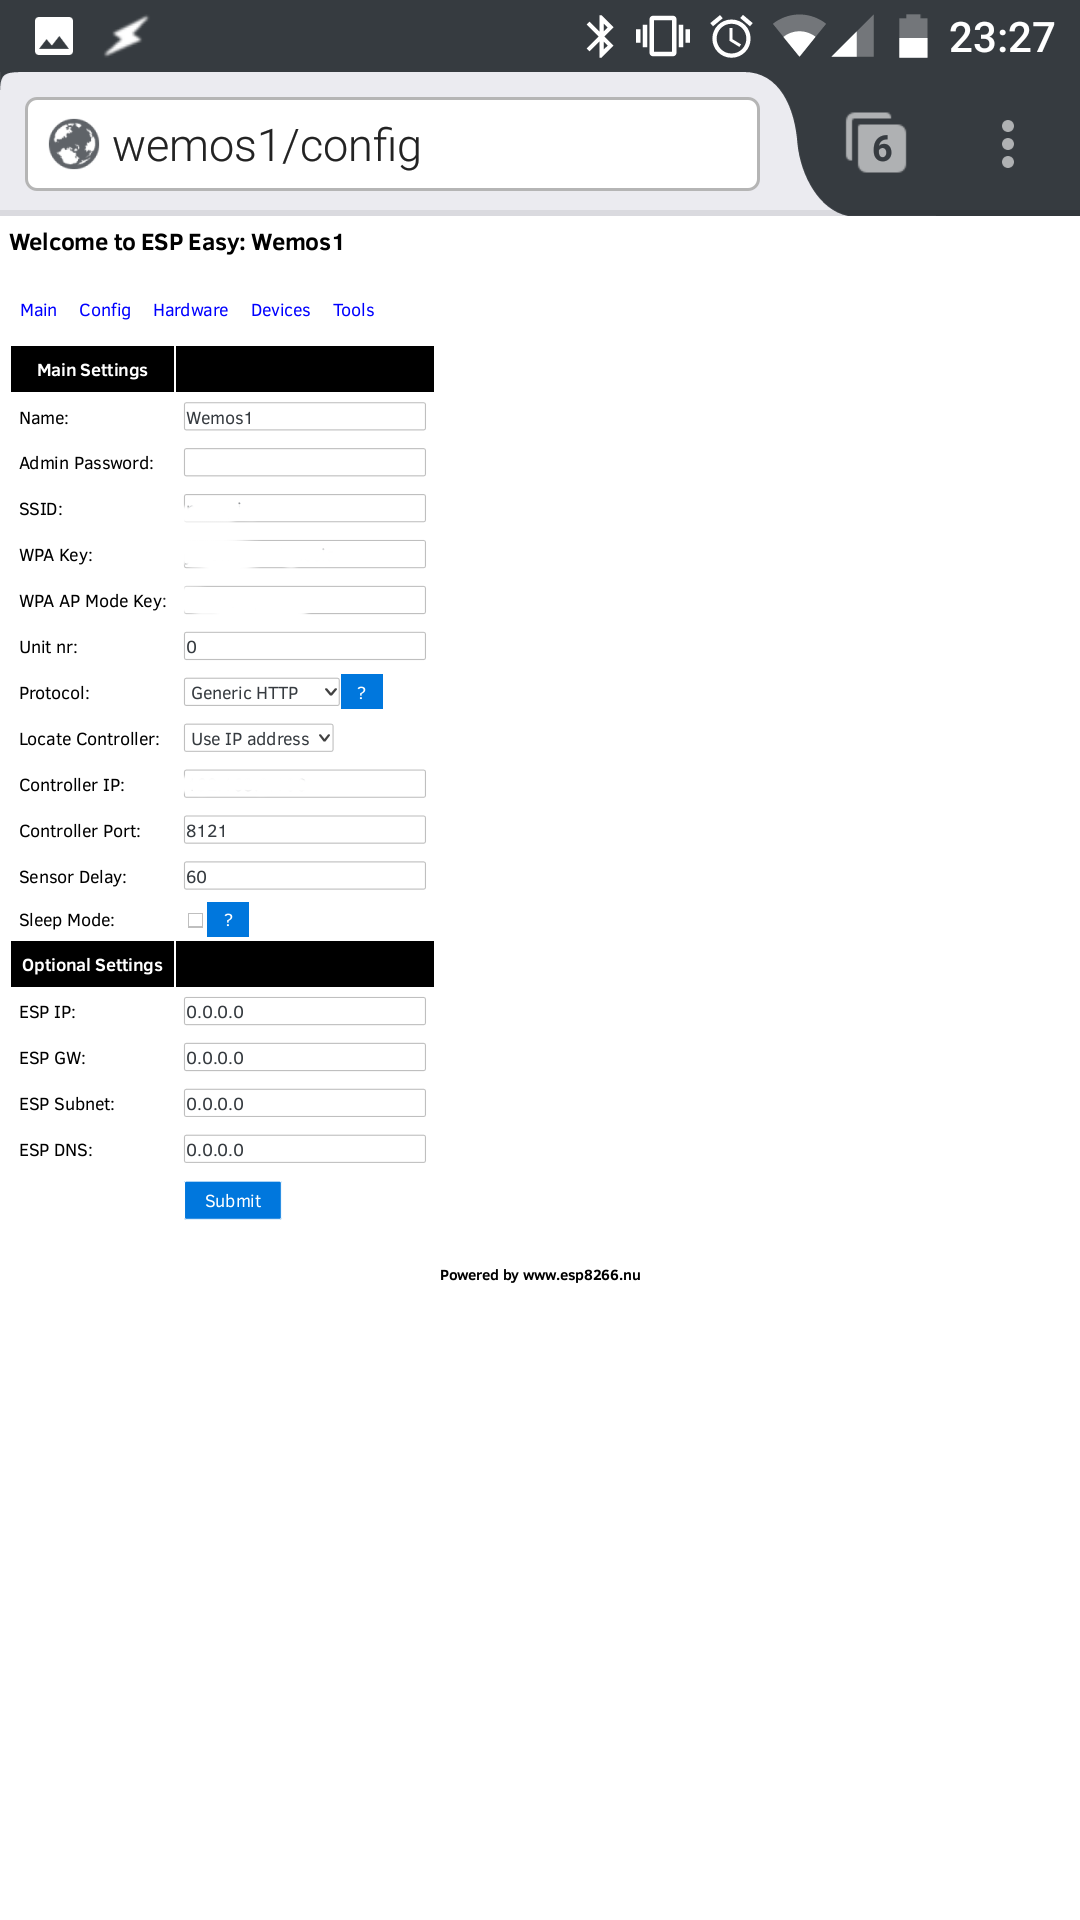 23:27
wemos1/config
6
Welcome to ESP Easy: Wemos1
Main Config Hardware Devices Tools
Main Settings
Name: Wemos1
Admin Password:
SSID:
WPA Key:
WPA AP Mode Key:
Unit nr: 0
Protocol: Generic HTTP ?
Locate Controller: Use IP address
Controller IP:
Controller Port: 8121
Sensor Delay: 60
Sleep Mode: ?
Optional Settings
ESP IP: 0.0.0.0
ESP GW: 0.0.0.0
ESP Subnet: 0.0.0.0
ESP DNS: 0.0.0.0
Submit
Powered by www.esp8266.nu